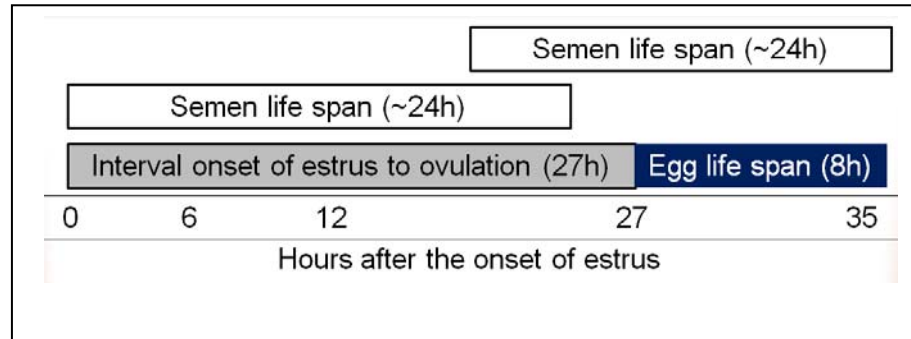 Semen life span (~24h)
Semen life span (~24h)
Interval onset of estrus to ovulation (27h) Egg life span (8h)
0 6 12 27 35
Hours after the onset of estrus